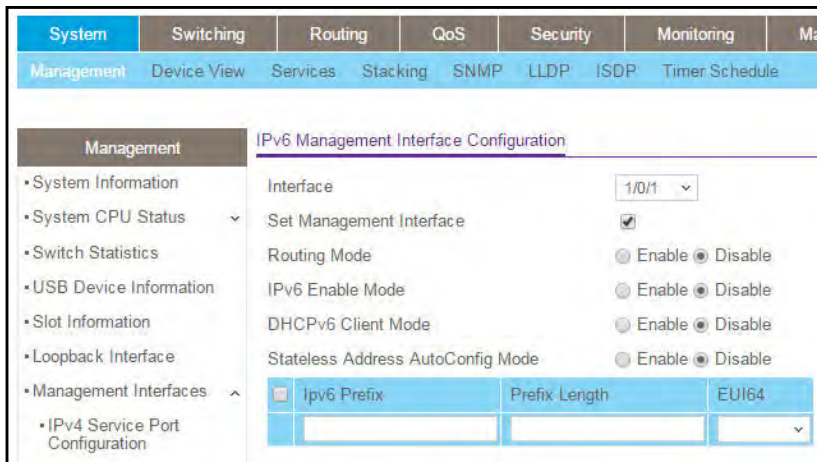 System Switching Routing QoS Security Monitoring Ma
Management Device View Services Stacking SNMP LLDP ISDP Timer Schedule
Management
System Information
System CPU Status
Switch Statistics
USB Device Information
Slot Information
Loopback Interface
Management Interfaces
IPv4 Service Port
Configuration
IPv6 Management Interface Configuration
Interface 1/0/1
Set Management Interface
Routing Mode Enable Disable
IPv6 Enable Mode Enable Disable
DHCPv6 Client Mode Enable Disable
Stateless Address AutoConfig Mode Enable Disable
Ipv6 Prefix Prefix Length EUI64